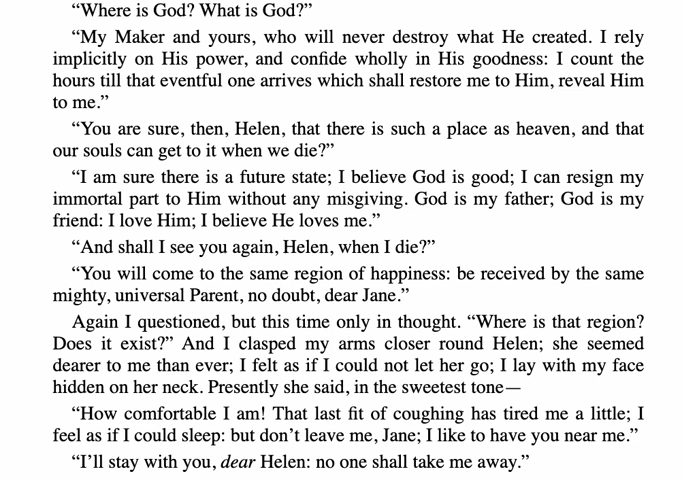 “Where is God? What is God?”
“My Maker and yours, who will never destroy what He created. I rely
implicitly on His power, and confide wholly in His goodness: I count the
hours till that eventful one arrives which shall restore me to Him, reveal Him
to me.”
“You are sure, then, Helen, that there is such a place as heaven, and that
our souls can get to it when we die?”
“I am sure there is a future state; I believe God is good; I can resign my
immortal part to Him without any misgiving. God is my father; God is my
friend: I love Him; I believe He loves me.”
“And shall I see you again, Helen, when I die?”
“You will come to the same region of happiness: be received by the same
mighty, universal Parent, no doubt, dear Jane.”
Again I questioned, but this time only in thought. “Where is that region?
Does it exist?” And I clasped my arms closer round Helen; she seemed
dearer to me than ever; I felt as if I could not let her go; I lay with my face
hidden on her neck. Presently she said, in the sweetest tone—
“How comfortable I am! That last fit of coughing has tired me a little; I
feel as if I could sleep: but don’t leave me, Jane; I like to have you near me.”
“I’ll stay with you, dear Helen: no one shall take me away.”